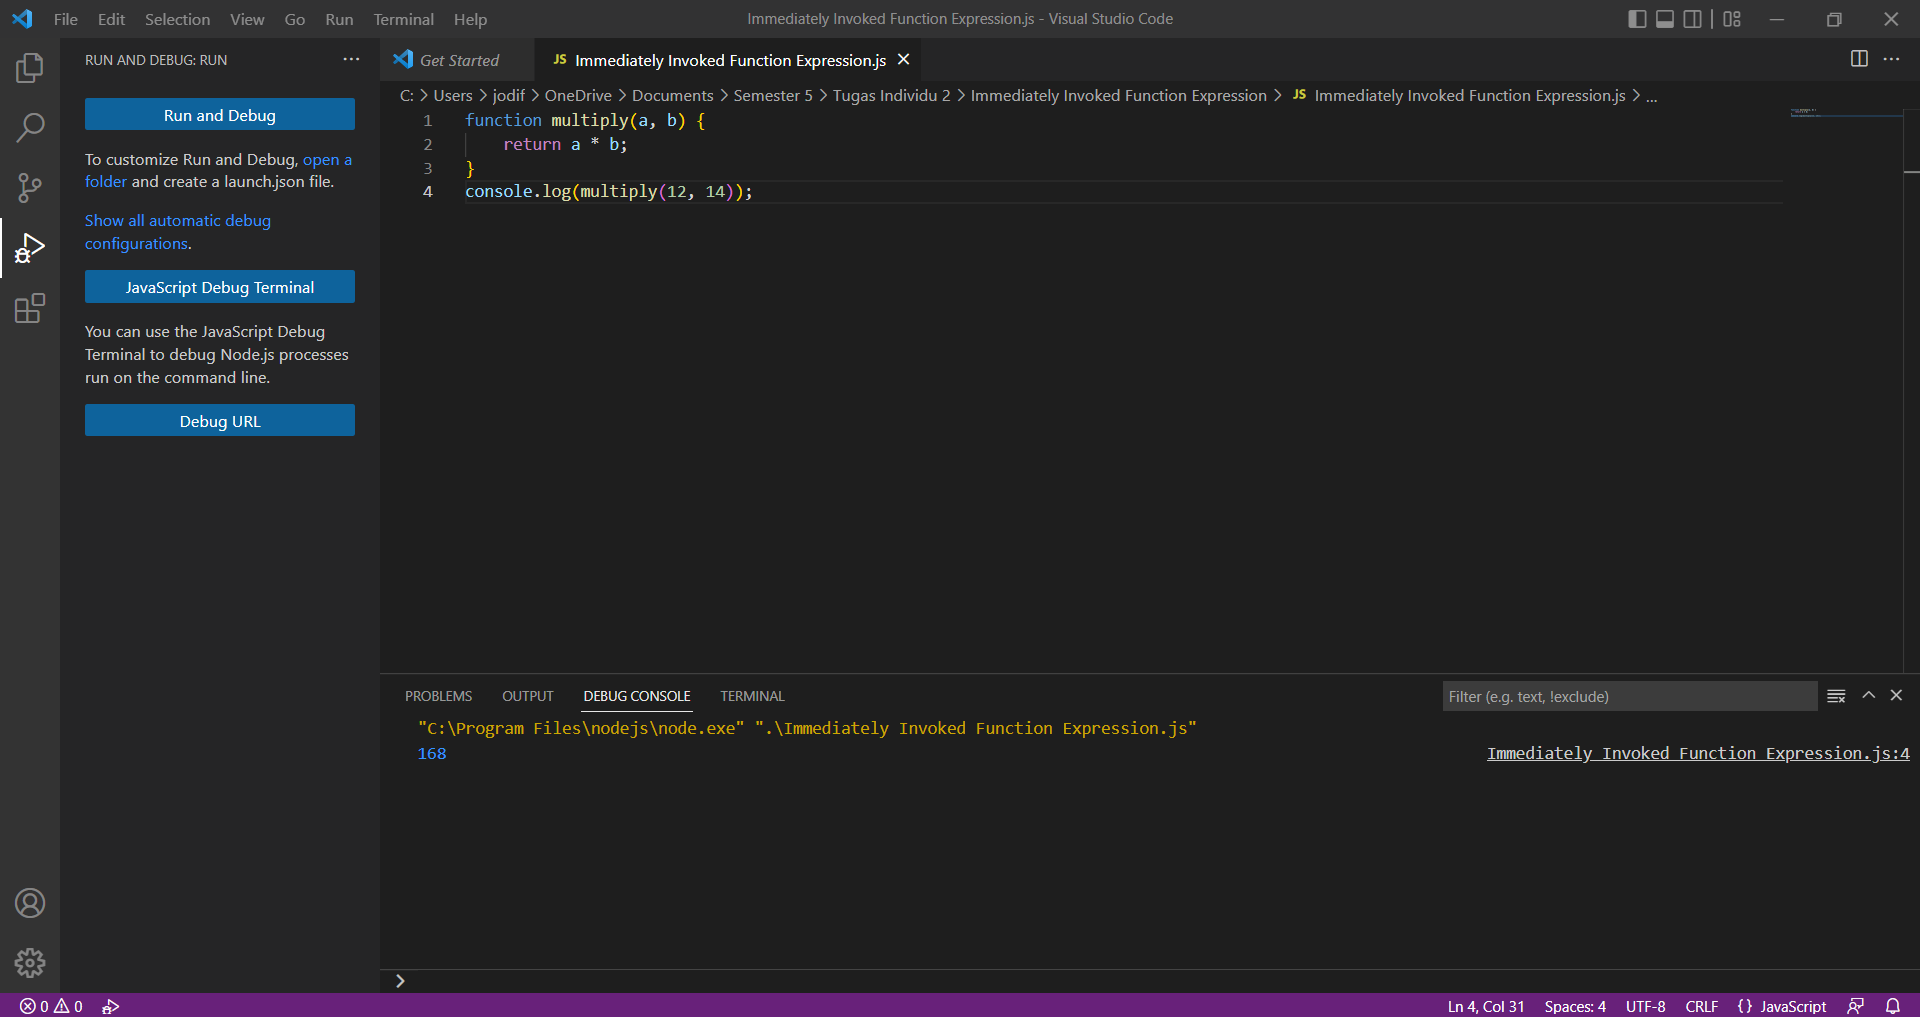 File Edit Selection View Go Run Terminal Help
Immediately Invoked Function Expression.js - Visual Studio Code
RUN AND DEBUG: RUN
Run and Debug
To customize Run and Debug, open a
folder and create a launch.json file.
Show all automatic debug
configurations.
JavaScript Debug Terminal
You can use the JavaScript Debug
Terminal to debug Node.js processes
run on the command line.
Debug URL
Get Started
JS Immediately Invoked Function Expression.js
C: > Users > jodif > OneDrive > Documents > Semester 5 > Tugas Individu 2 > Immediately Invoked Function Expression > JS Immediately Invoked Function Expression.js > ...
1 function multiply(a, b) {
2     return a * b;
3 }
4 console.log(multiply(12, 14));
PROBLEMS OUTPUT DEBUG CONSOLE TERMINAL
Filter (e.g. text, !exclude)
"C:\Program Files\nodejs\node.exe" ".\Immediately Invoked Function Expression.js"
168
Immediately Invoked Function Expression.js:4
0 0
Ln 4, Col 31 Spaces: 4 UTF-8 CRLF {} JavaScript